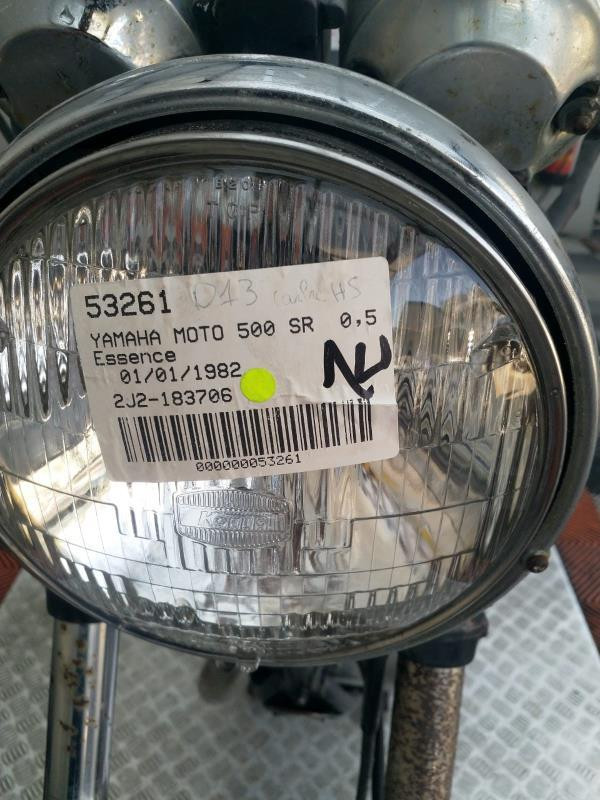 53261 D13
YAMAHA MOTO 500 SR 0,5
Essence
01/01/1982
2J2-183706
000000053261